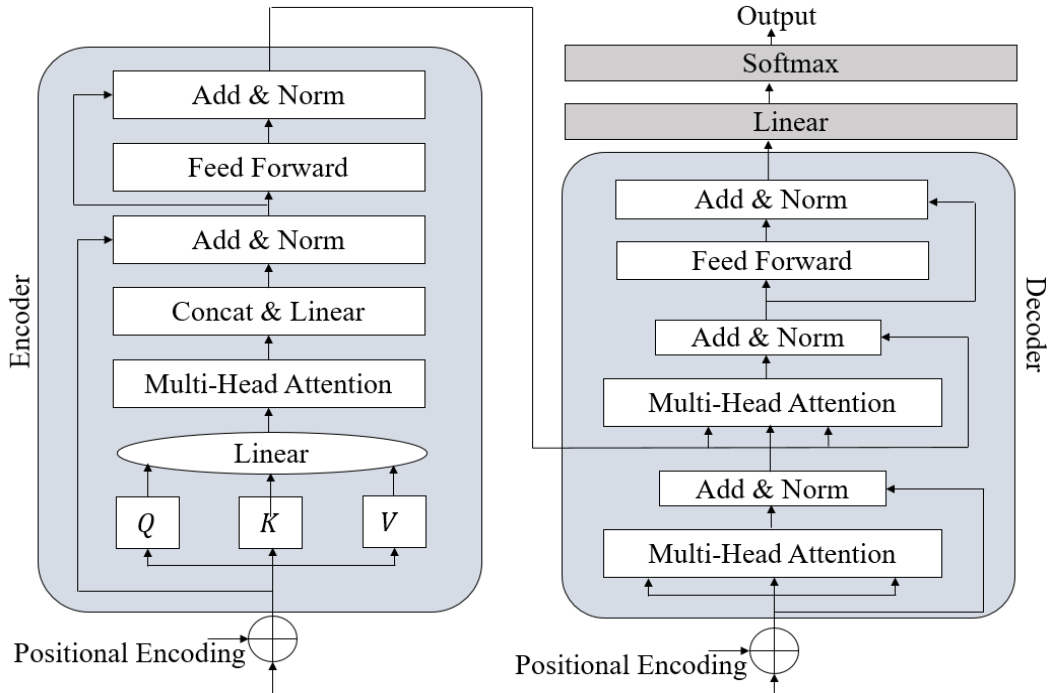 Encoder
Add & Norm
Feed Forward
Add & Norm
Concat & Linear
Multi-Head Attention
Linear
Q
K
V
Positional Encoding
Output
Softmax
Linear
Add & Norm
Feed Forward
Add & Norm
Multi-Head Attention
Add & Norm
Multi-Head Attention
Positional Encoding
Decoder